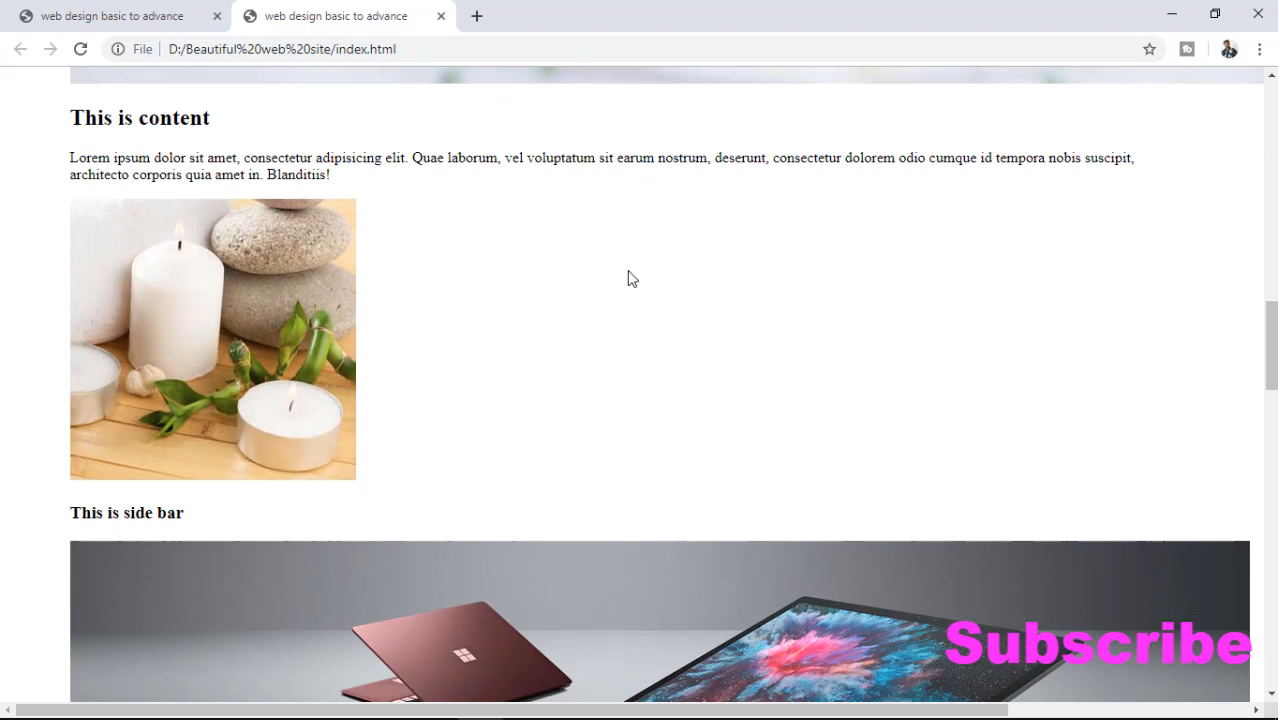 web design basic to advance
web design basic to advance
File
D:/Beautiful%20web%20site/index.html
This is content
Lorem ipsum dolor sit amet, consectetur adipisicing elit. Quae laborum, vel voluptatum sit earum nostrum, deserunt, consectetur dolorem odio cumque id tempora nobis suscipit,
architecto corporis quia amet in. Blanditiis!
This is side bar
Subscribe